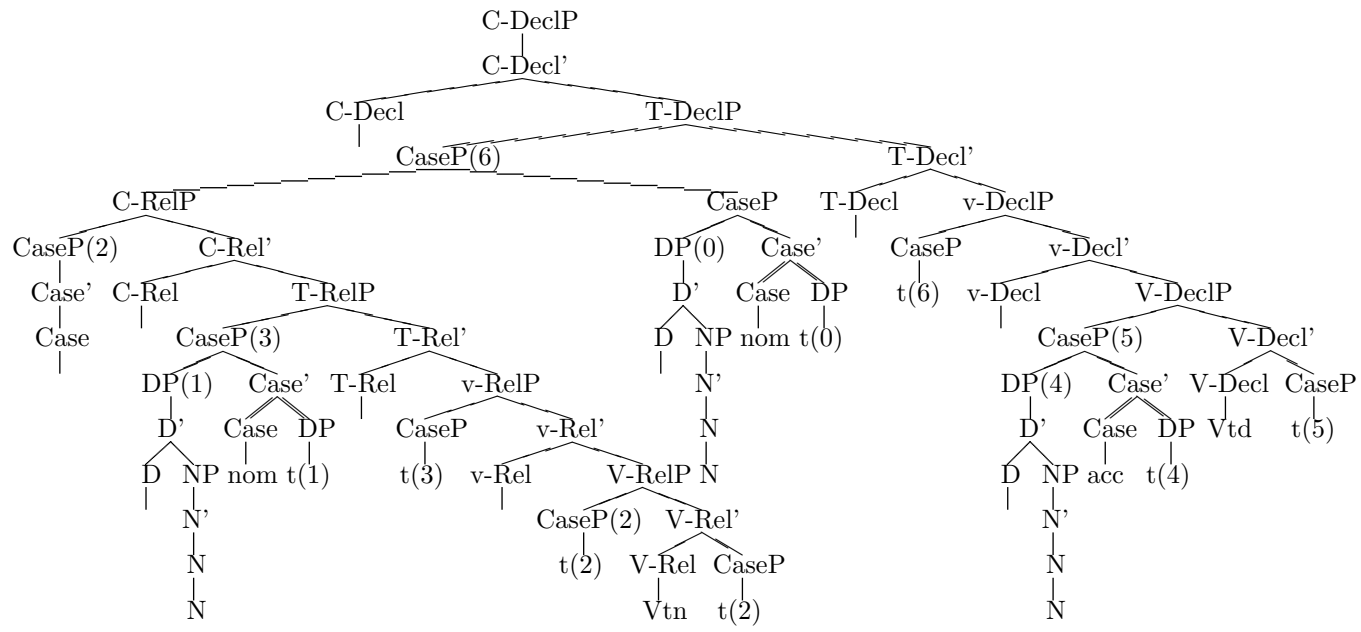 C-DeclP
C-Decl'
C-Decl T-DeclP
CaseP(6) T-Decl'
C-RelP CaseP T-Decl v-DeclP
CaseP(2) C-Rel' DP(0) Case' CaseP v-Decl'
Case' C-Rel T-RelP D' Case DP t(6) v-Decl V-DeclP
Case CaseP(3) T-Rel' D NP nom t(0) CaseP(5) V-Decl'
DP(1) Case' T-Rel v-RelP N' DP(4) Case' V-Decl CaseP
D' Case DP CaseP v-Rel' N D' Case DP Vtd t(5)
D NP nom t(1) t(3) v-Rel V-RelP N D NP acc t(4)
N' CaseP(2) V-Rel' N'
N t(2) V-Rel CaseP N
N Vtn t(2) N